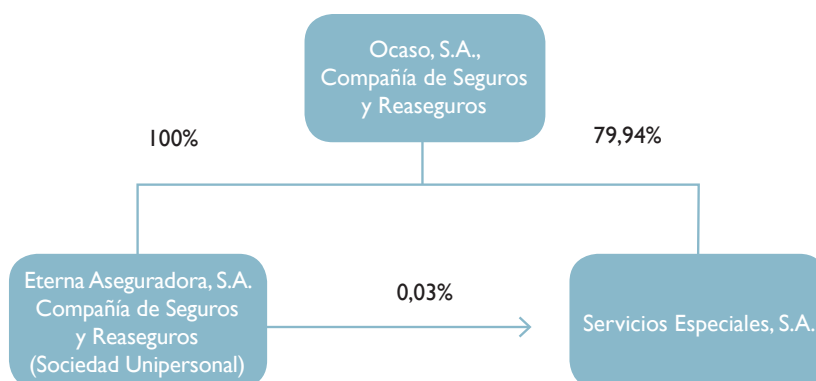 Ocaso, S.A.,
Compañía de Seguros
y Reaseguros
100%
79,94%
Eterna Aseguradora, S.A.
Compañía de Seguros
y Reaseguros
(Sociedad Unipersonal)
0,03%
Servicios Especiales, S.A.